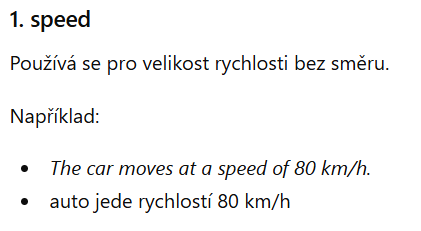 1. speed
Používá se pro velikost rychlosti bez směru.
Například:
• The car moves at a speed of 80 km/h.
• auto jede rychlostí 80 km/h